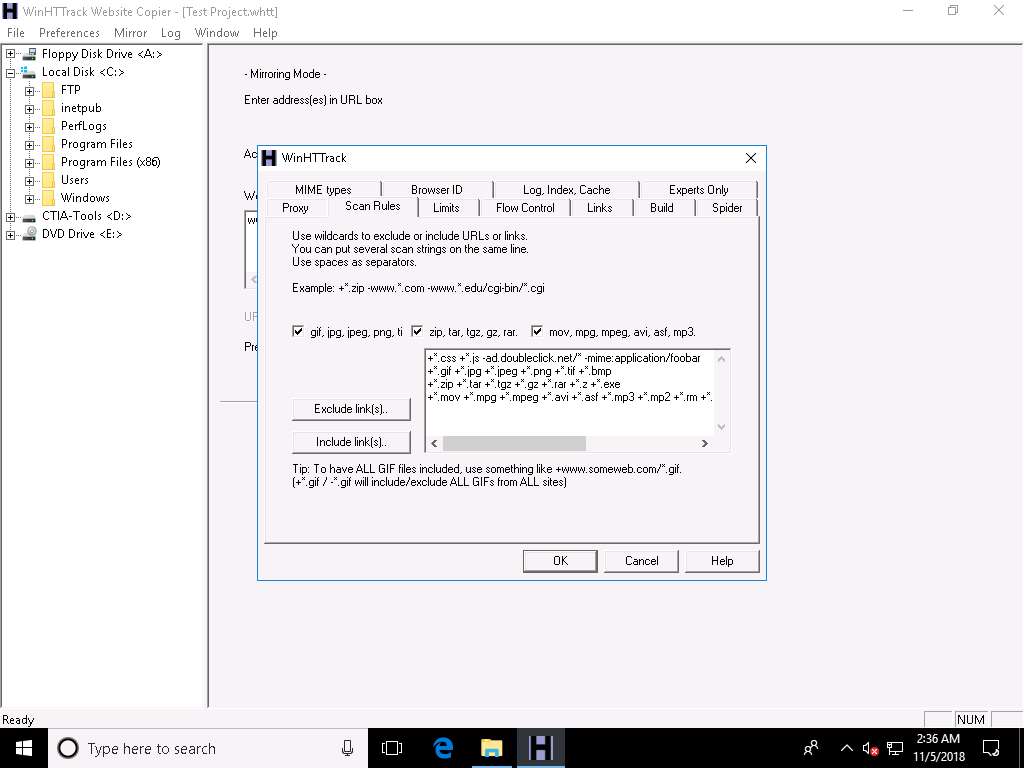 WinHTTrack Website Copier - [Test Project.whtt]
File Preferences Mirror Log Window Help
Floppy Disk Drive <A:>
Local Disk <C:>
FTP
inetpub
PerfLogs
Program Files
Program Files (x86)
Users
Windows
CTIA-Tools <D:>
DVD Drive <E:>
- Mirroring Mode -
Enter address(es) in URL box
WinHTTrack
MIME types Browser ID Log, Index, Cache Experts Only
Proxy Scan Rules Limits Flow Control Links Build Spider
Use wildcards to exclude or include URLs or links.
You can put several scan strings on the same line.
Use spaces as separators.
Example: +*.zip -www.*.com -www.*.edu/cgi-bin/*.cgi
gif, jpg, jpeg, png, ti zip, tar, tgz, gz, rar. mov, mpg, mpeg, avi, asf, mp3.
+*.css +*.js -ad.doubleclick.net/* -mime:application/foobar
+*.gif +*.jpg +*.jpeg +*.png +*.tif +*.bmp
+*.zip +*.tar +*.tgz +*.gz +*.rar +*.z +*.exe
+*.mov +*.mpg +*.mpeg +*.avi +*.asf +*.mp3 +*.mp2 +*.rm +*.
Exclude link(s)..
Include link(s)..
Tip: To have ALL GIF files included, use something like +www.someweb.com/*.gif.
(+*.gif / -*.gif will include/exclude ALL GIFs from ALL sites)
OK Cancel Help
Ready
NUM
Type here to search
2:36 AM
11/5/2018